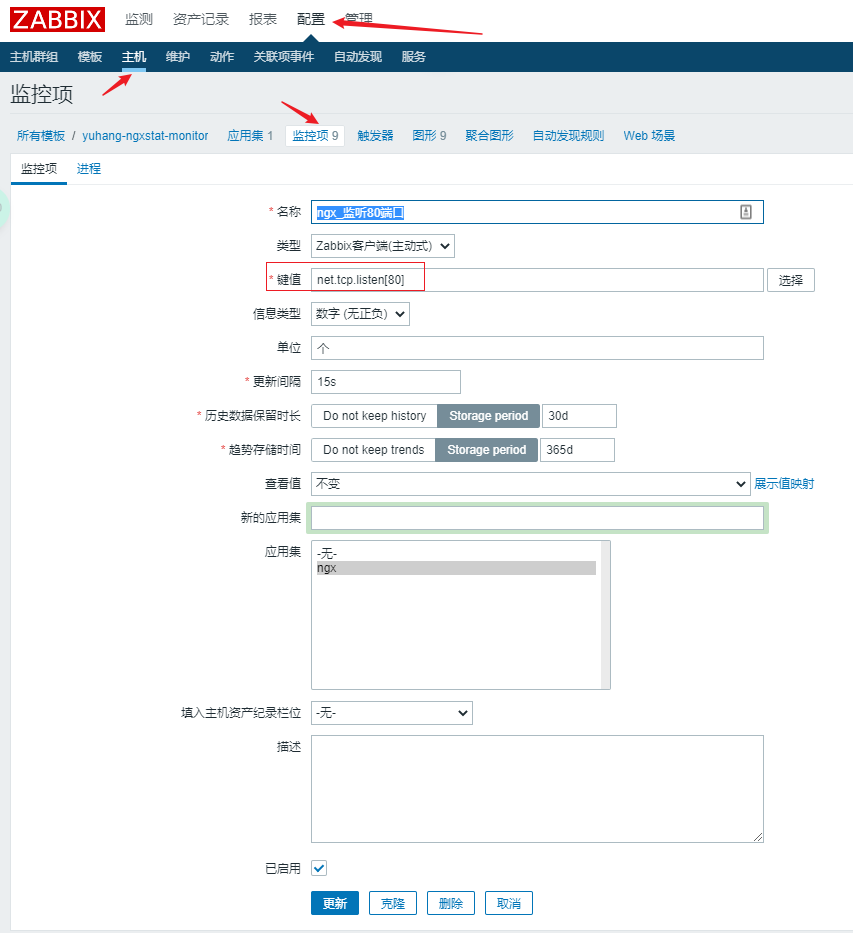 ZABBIX 监测 资产记录 报表 配置 管理
主机群组 模板 主机 维护 动作 关联项事件 自动发现 服务
监控项
所有模板 / yuhang-ngxstat-monitor 应用集 1 监控项 9 触发器 图形 9 聚合图形 自动发现规则 Web 场景
监控项 进程
* 名称 ngx_监听80端口
类型 Zabbix客户端(主动式)
* 键值 net.tcp.listen[80] 选择
信息类型 数字 (无正负)
单位 个
* 更新间隔 15s
* 历史数据保留时长 Do not keep history Storage period 30d
* 趋势存储时间 Do not keep trends Storage period 365d
查看值 不变 展示值映射
新的应用集
应用集 -无-
ngx
填入主机资产纪录栏位 -无-
描述
已启用
更新 克隆 删除 取消